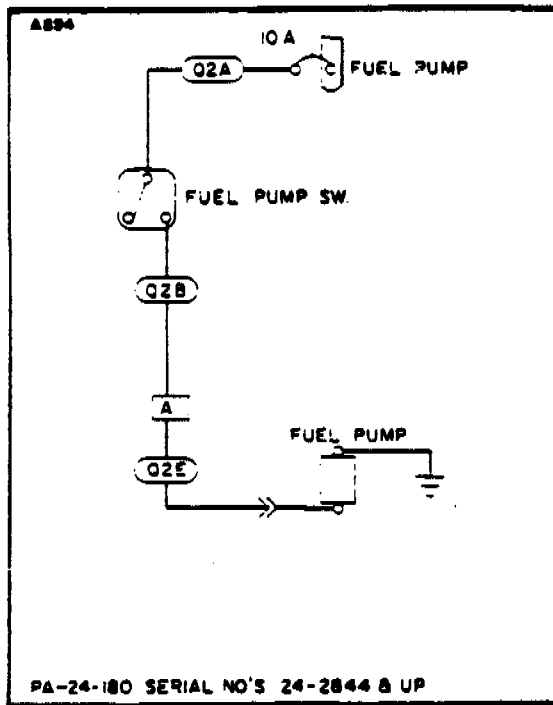 A894
10 A
Q2A
FUEL PUMP
FUEL PUMP SW.
Q2B
A
FUEL PUMP
Q2E
PA-24-180 SERIAL NO'S 24-2844 & UP